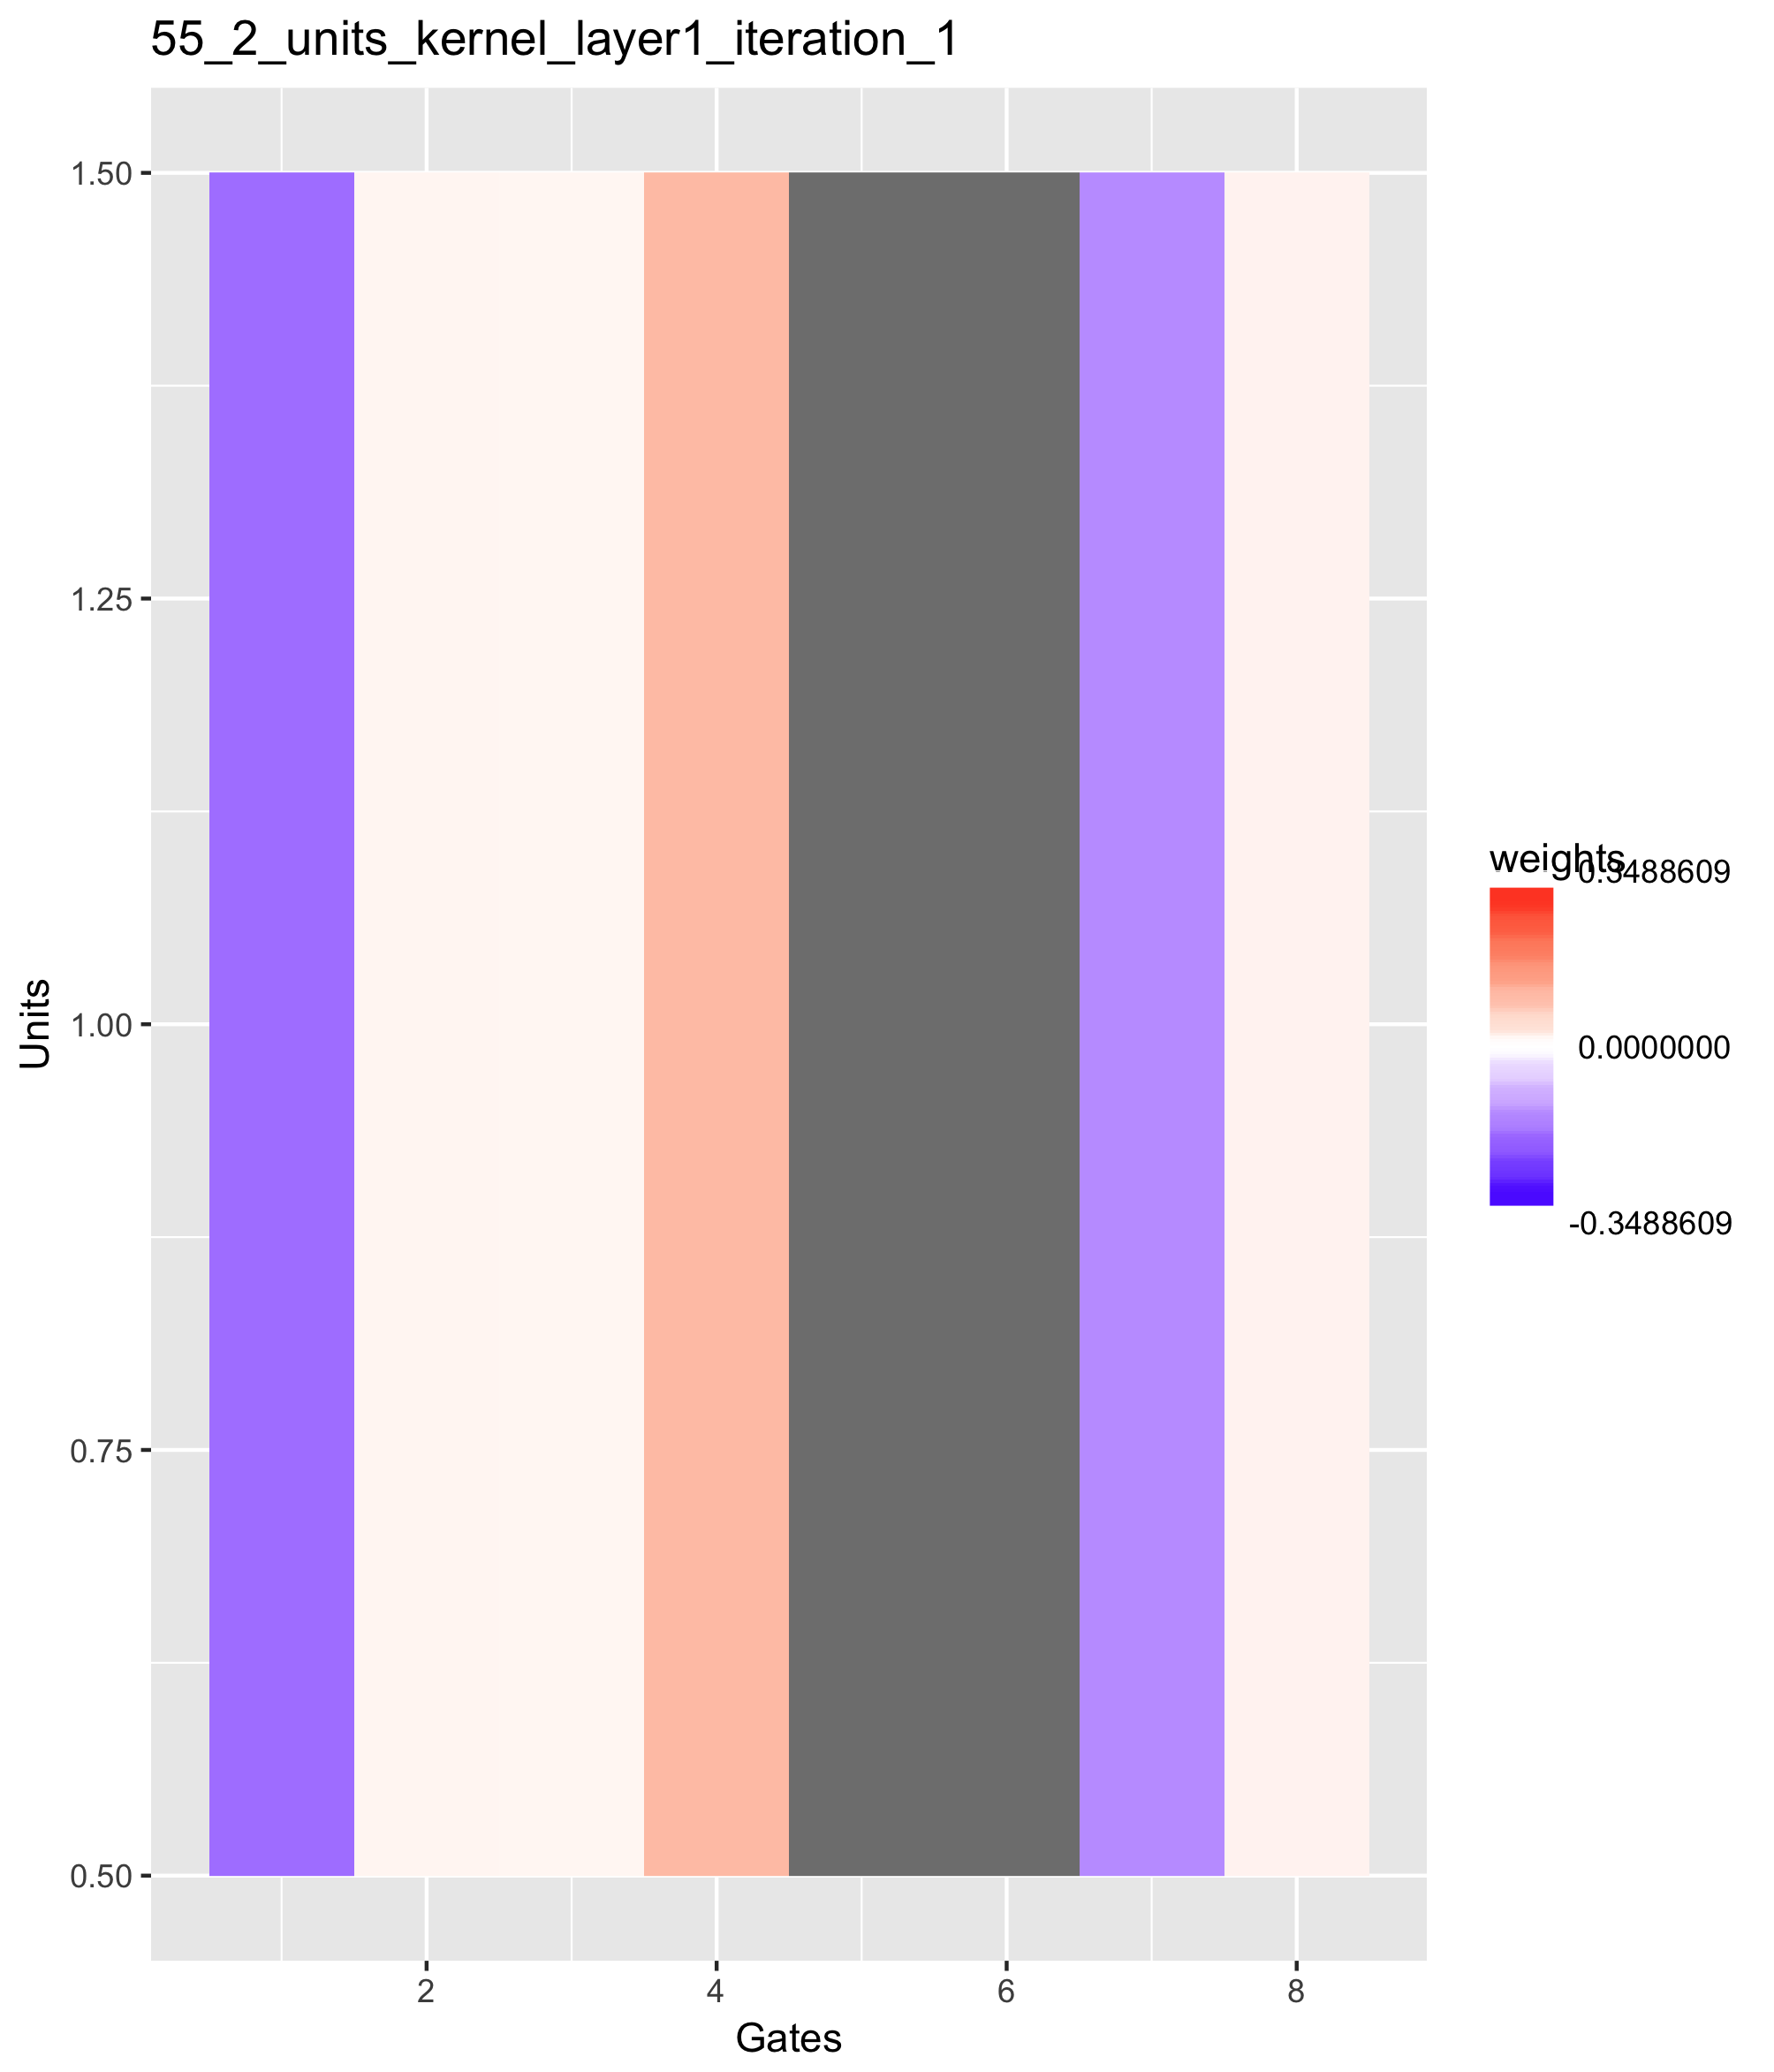 55_2_units_kernel_layer1_iteration_1
1.50
1.25
1.00
0.75
0.50
Units
2 4 6 8
Gates
weights
0.3488609
0.0000000
-0.3488609